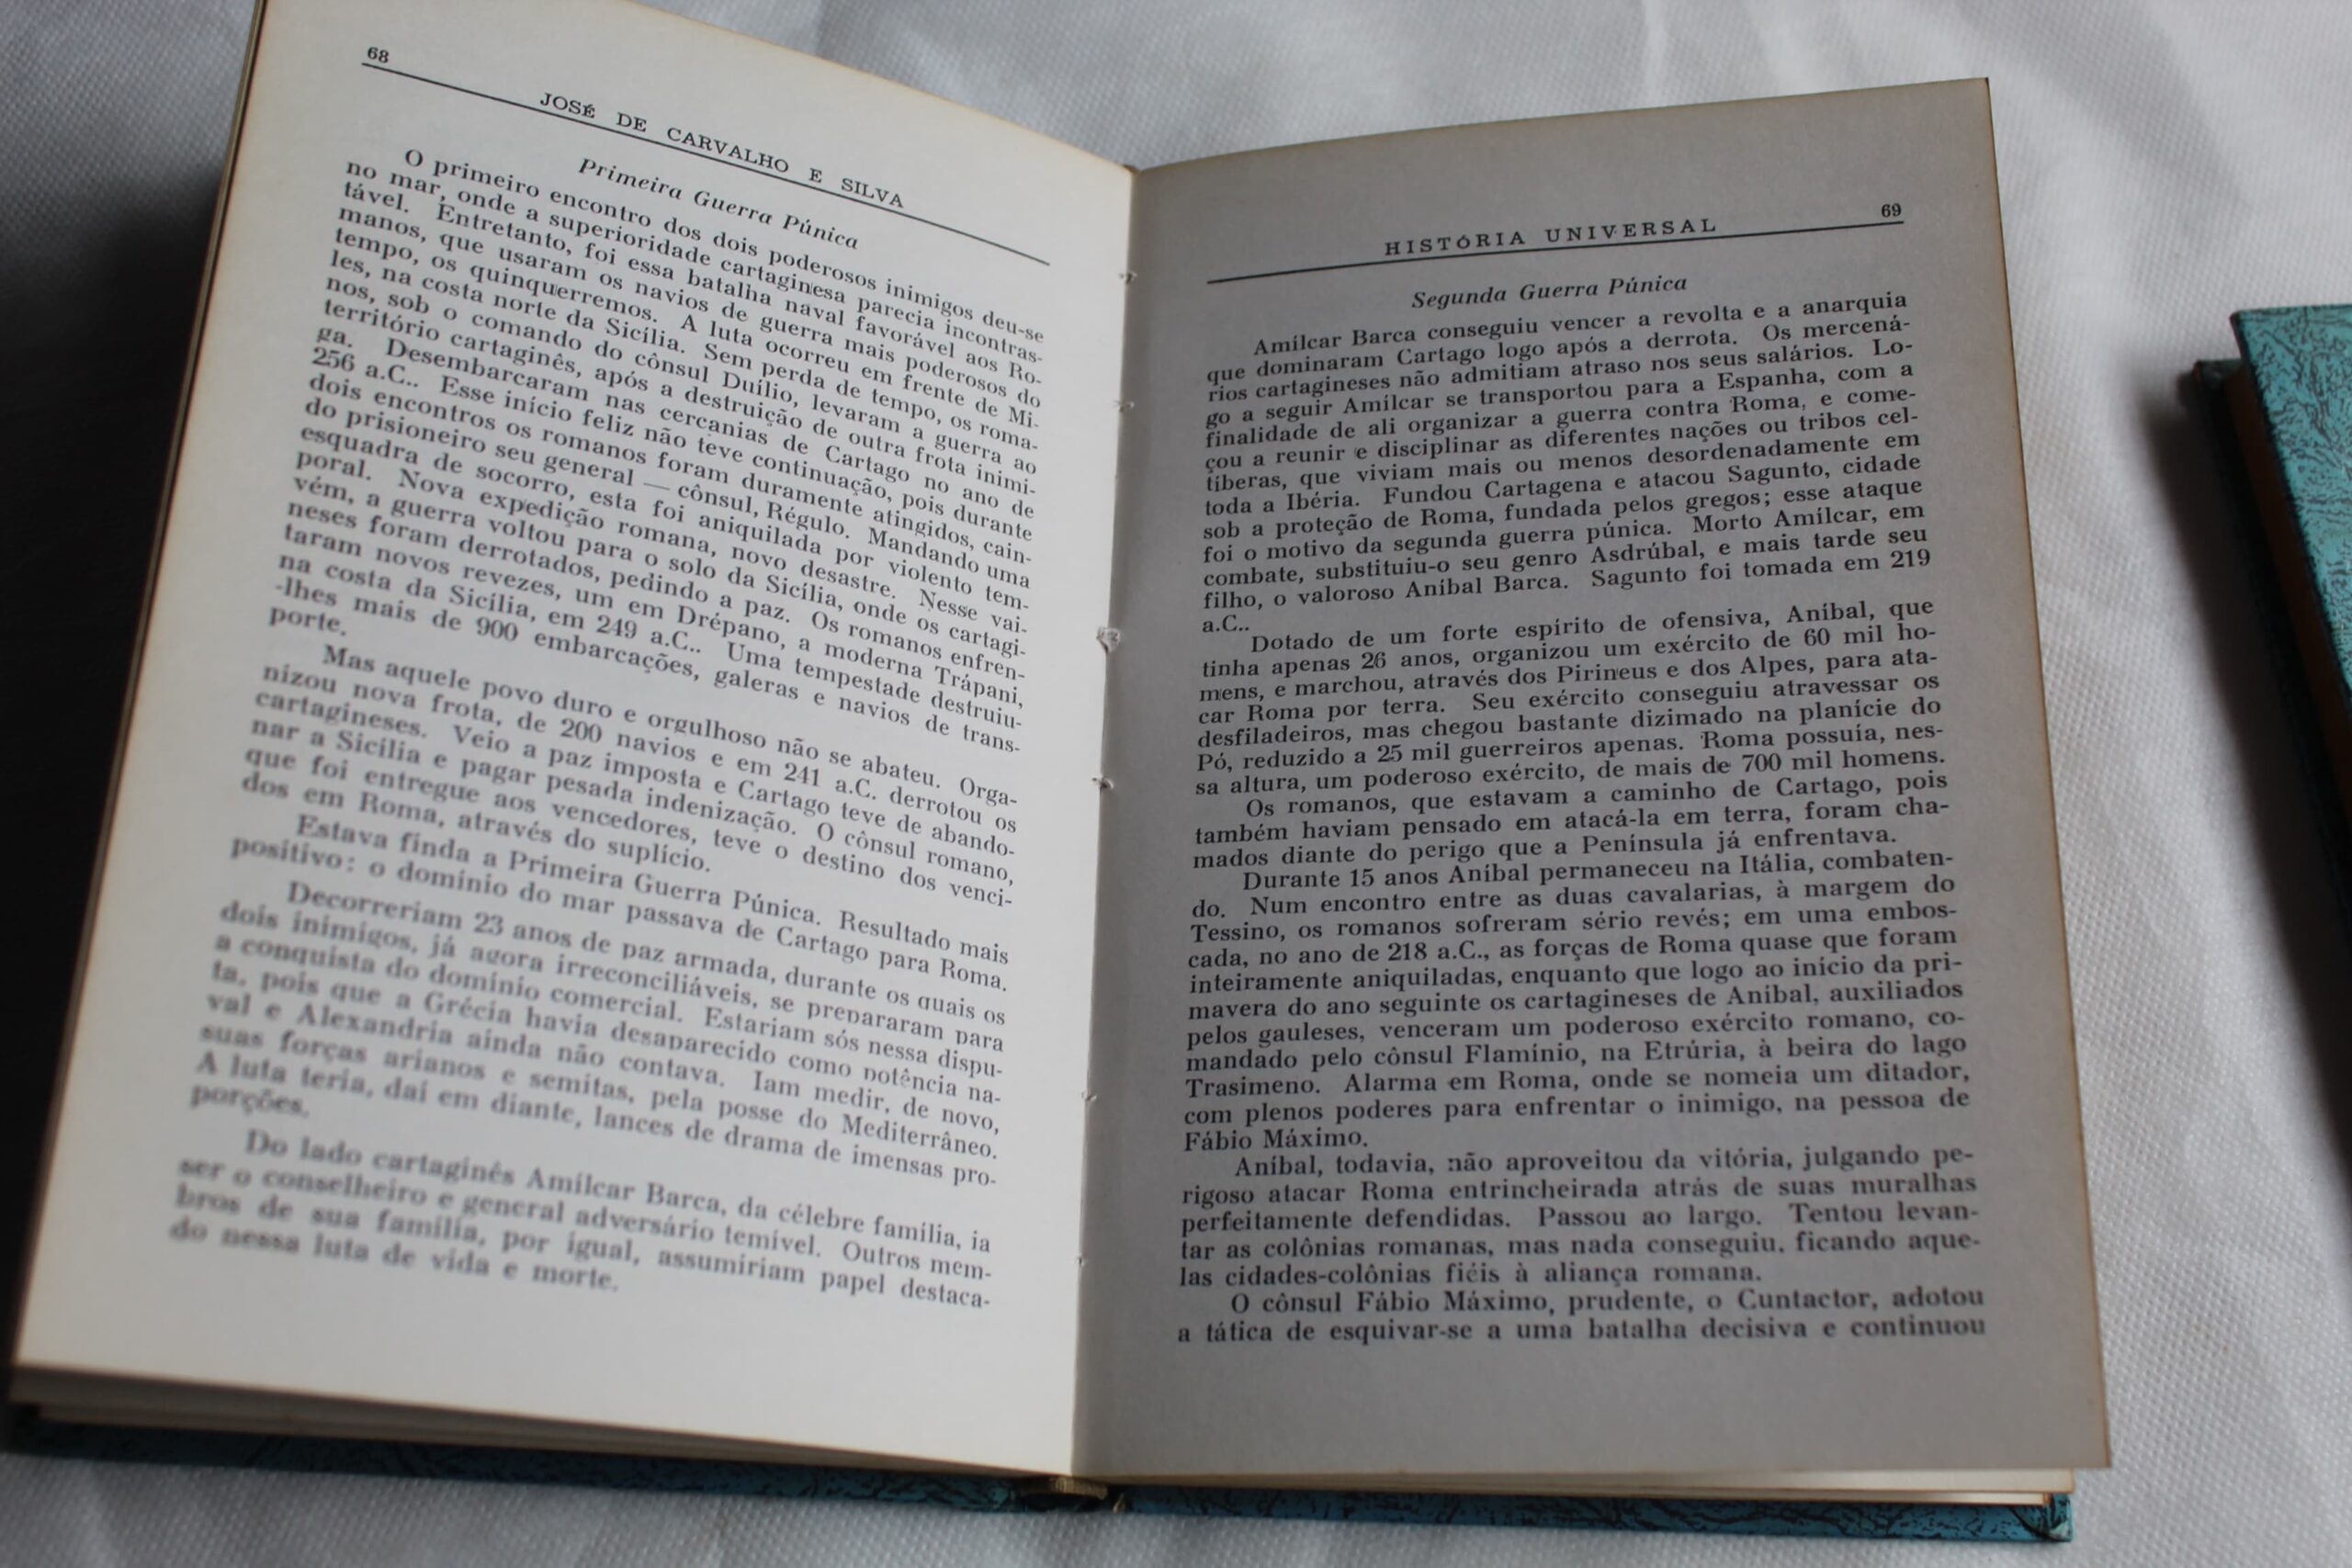 68
JOSÉ DE CARVALHO E SILVA
Primeira Guerra Púnica
O primeiro encontro dos dois poderosos inimigos deu-se
no mar, onde a superioridade cartaginesa parecia incontras-
tável. Entretanto, foi essa batalha naval favorável aos Ro-
manos, que usaram os navios de guerra mais poderosos do
tempo, os quinquerremos. A luta ocorreu em frente de Mi-
les, na costa norte da Sicília. Sem perda de tempo, os roma-
nos, sob o comando do cônsul Duílio, levaram a guerra ao
território cartaginês, após a destruição de outra frota inimi-
ga. Desembarcaram nas cercanias de Cartago no ano de
256 a.C.. Esse início feliz não teve continuação, pois durante
dois encontros os romanos foram duramente atingidos, cain-
do prisioneiro seu general — cônsul, Régulo. Mandando uma
esquadra de socorro, esta foi aniquilada por violento tem-
poral. Nova expedição romana, novo desastre. Nesse vai-
vém, a guerra voltou para o solo da Sicília, onde os cartagi-
neses foram derrotados, pedindo a paz. Os romanos enfren-
taram novos revezes, um em Drépano, a moderna Trápani,
na costa da Sicília, em 249 a.C.. Uma tempestade destruiu-
-lhes mais de 900 embarcações, galeras e navios de trans-
porte.
Mas aquele povo duro e orgulhoso não se abateu. Orga-
nizou nova frota, de 200 navios e em 241 a.C. derrotou os
cartagineses. Veio a paz imposta e Cartago teve de abando-
nar a Sicília e pagar pesada indenização. O cônsul romano,
que foi entregue aos vencedores, teve o destino dos venci-
dos em Roma, através do suplício.
Estava finda a Primeira Guerra Púnica. Resultado mais
positivo: o domínio do mar passava de Cartago para Roma.
Decorreriam 23 anos de paz armada, durante os quais os
dois inimigos, já agora irreconciliáveis, se prepararam para
a conquista do domínio comercial. Estariam sós nessa dispu-
ta, pois que a Grécia havia desaparecido como potência na-
val e Alexandria ainda não contava. Iam medir, de novo,
suas forças arianos e semitas, pela posse do Mediterrâneo.
A luta teria, daí em diante, lances de drama de imensas pro-
porções.
Do lado cartaginês Amílcar Barca, da célebre família, ia
ser o conselheiro e general adversário temível. Outros mem-
bros de sua família, por igual, assumiriam papel destaca-
do nessa luta de vida e morte.
HISTÓRIA UNIVERSAL
69
Segunda Guerra Púnica
Amílcar Barca conseguiu vencer a revolta e a anarquia
que dominaram Cartago logo após a derrota. Os mercená-
rios cartagineses não admitiam atraso nos seus salários. Lo-
go a seguir Amílcar se transportou para a Espanha, com a
finalidade de ali organizar a guerra contra Roma, e come-
çou a reunir e disciplinar as diferentes nações ou tribos cel-
tiberas, que viviam mais ou menos desordenadamente em
toda a Ibéria. Fundou Cartagena e atacou Sagunto, cidade
sob a proteção de Roma, fundada pelos gregos; esse ataque
foi o motivo da segunda guerra púnica. Morto Amílcar, em
combate, substituiu-o seu genro Asdrúbal, e mais tarde seu
filho, o valoroso Aníbal Barca. Sagunto foi tomada em 219
a.C..
Dotado de um forte espírito de ofensiva, Aníbal, que
tinha apenas 26 anos, organizou um exército de 60 mil ho-
mens, e marchou, através dos Pirineus e dos Alpes, para ata-
car Roma por terra. Seu exército conseguiu atravessar os
desfiladeiros, mas chegou bastante dizimado na planície do
Pó, reduzido a 25 mil guerreiros apenas. Roma possuia, nes-
sa altura, um poderoso exército, de mais de 700 mil homens.
Os romanos, que estavam a caminho de Cartago, pois
também haviam pensado em atacá-la em terra, foram cha-
mados diante do perigo que a Península já enfrentava.
Durante 15 anos Aníbal permaneceu na Itália, combaten-
do. Num encontro entre as duas cavalarias, à margem do
Tessino, os romanos sofreram sério revés; em uma embos-
cada, no ano de 218 a.C., as forças de Roma quase que foram
inteiramente aniquiladas, enquanto que logo ao início da pri-
mavera do ano seguinte os cartagineses de Aníbal, auxiliados
pelos gauleses, venceram um poderoso exército romano, co-
mandado pelo cônsul Flamínio, na Etrúria, à beira do lago
Trasimeno. Alarma em Roma, onde se nomeia um ditador,
com plenos poderes para enfrentar o inimigo, na pessoa de
Fábio Máximo.
Aníbal, todavia, não aproveitou da vitória, julgando pe-
rigoso atacar Roma entrincheirada atrás de suas muralhas
perfeitamente defendidas. Passou ao largo. Tentou levan-
tar as colônias romanas, mas nada conseguiu, ficando aque-
las cidades-colônias fiéis à aliança romana.
O cônsul Fábio Máximo, prudente, o Cuntactor, adotou
a tática de esquivar-se a uma batalha decisiva e continuou